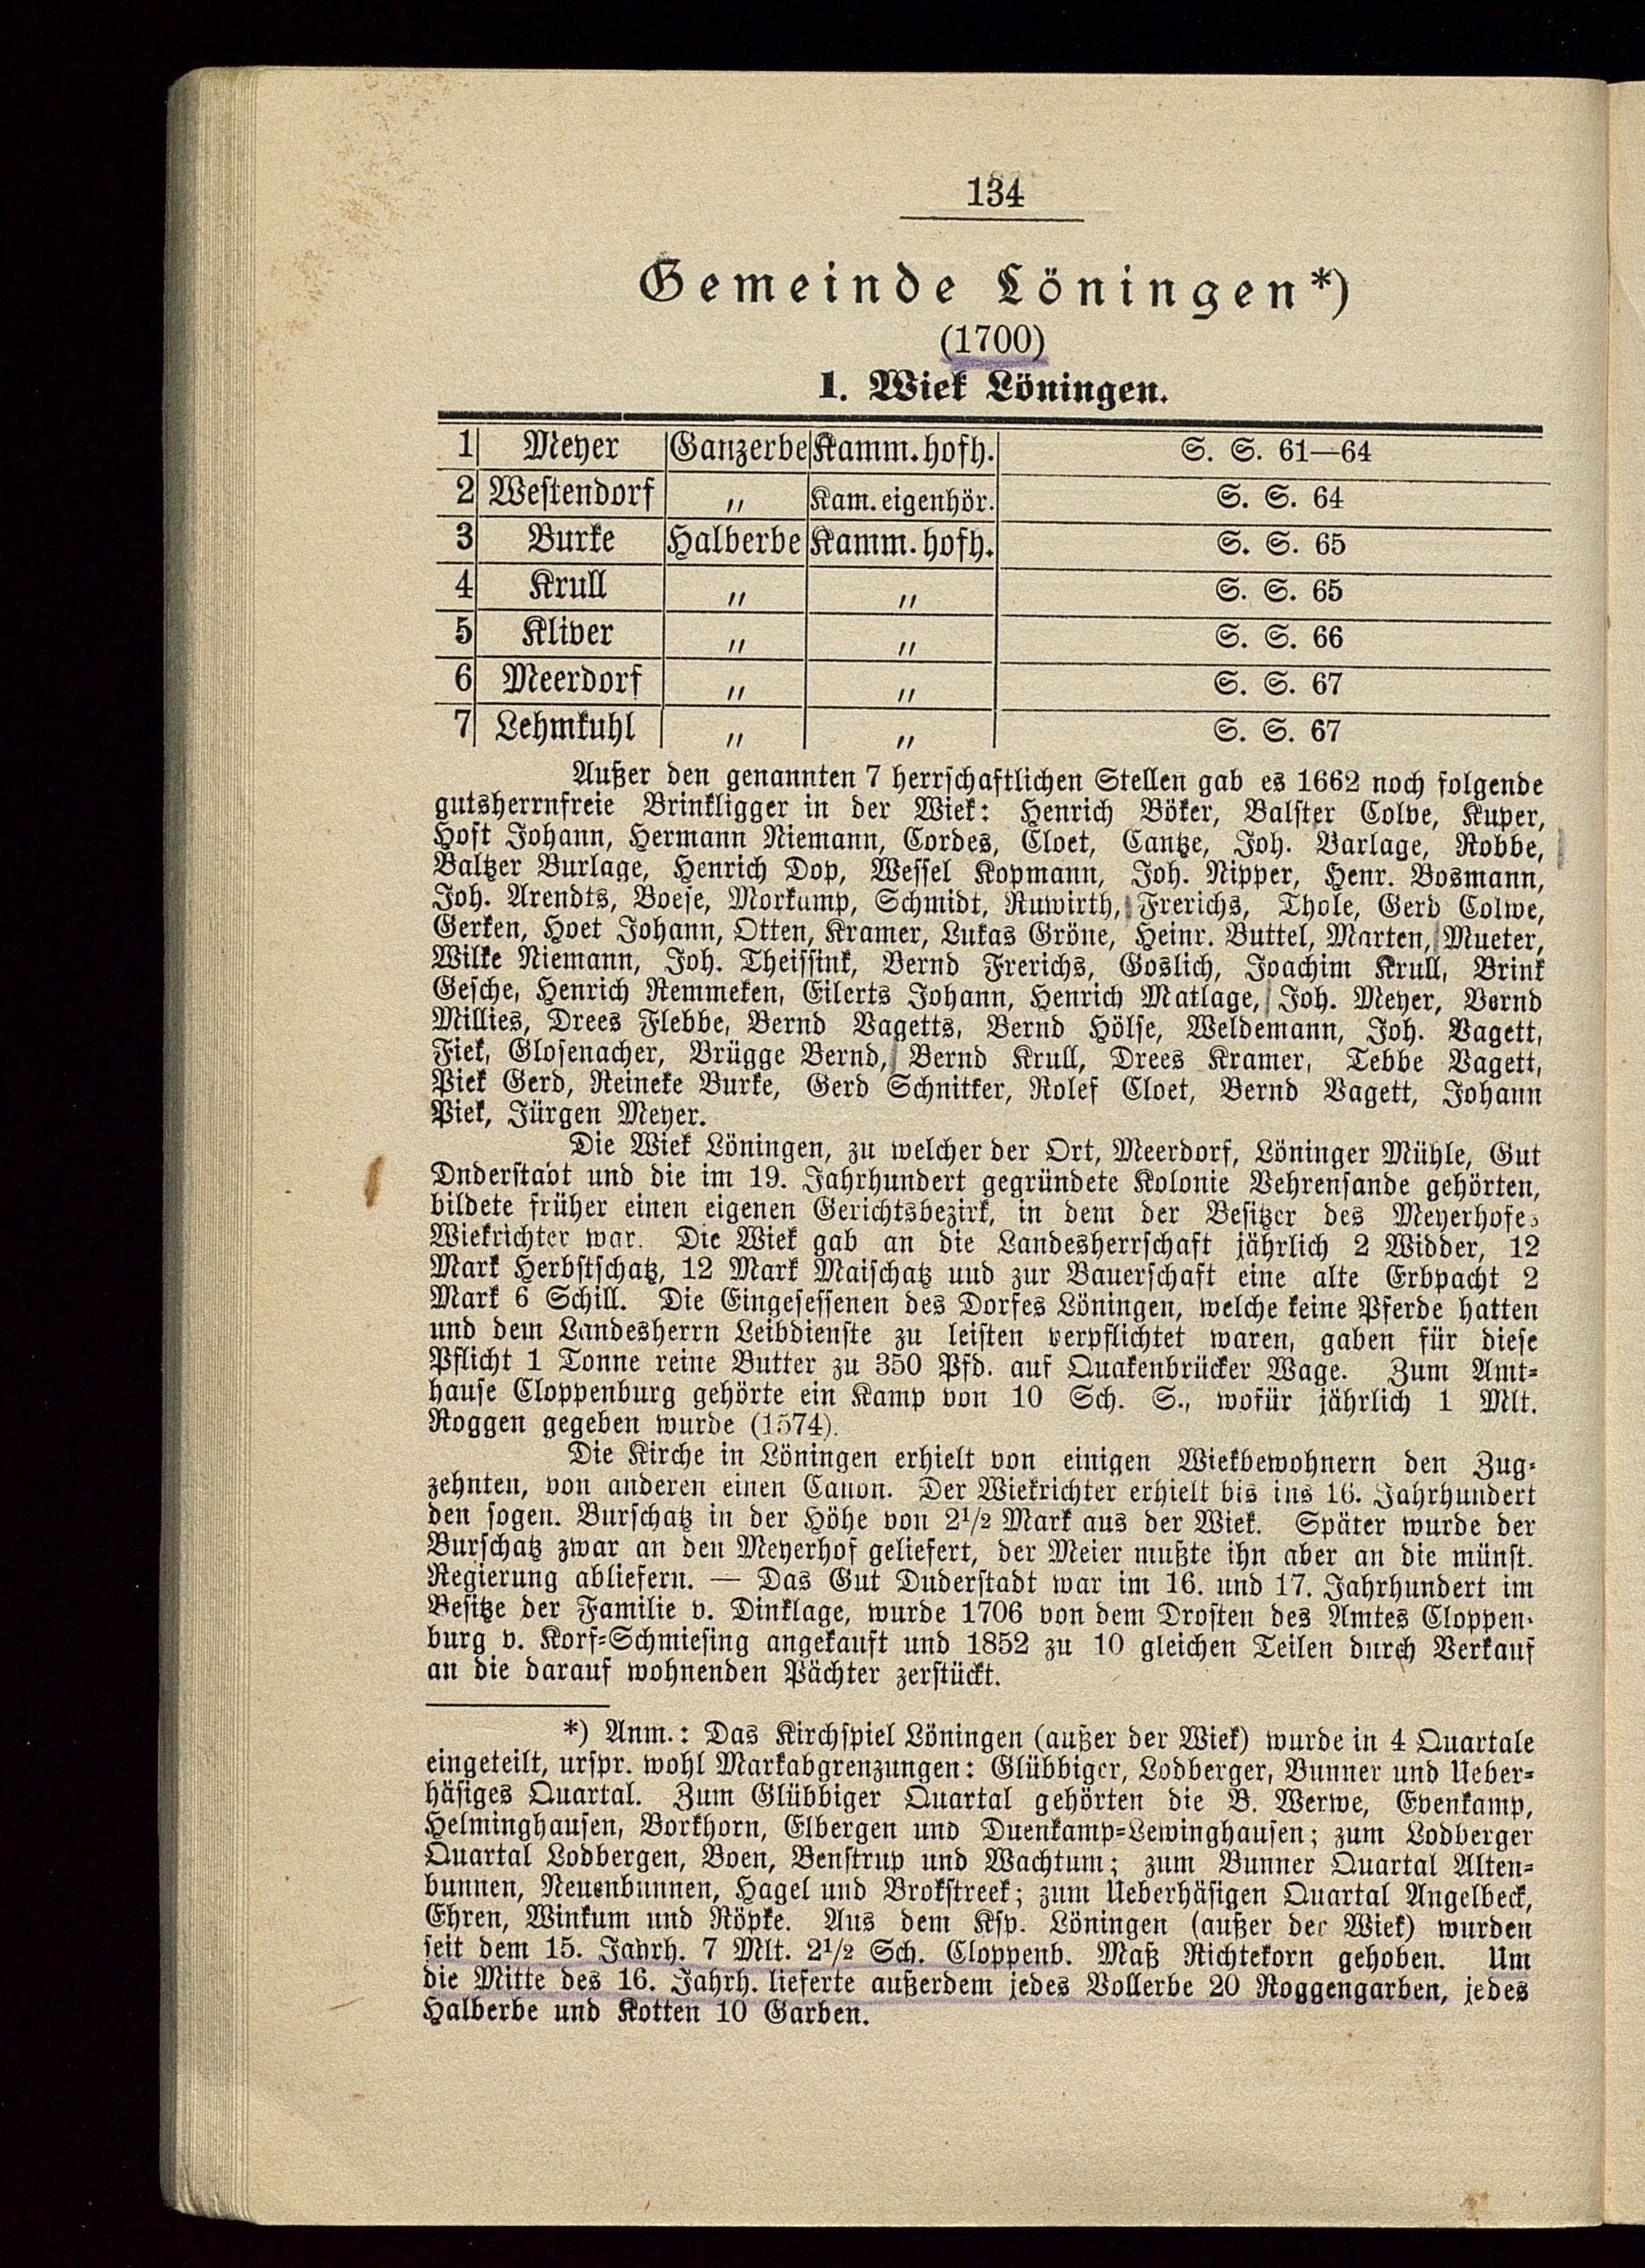 134
Gemeinde Löningen*)
(1700)
1. Wiek Löningen.
1 Meyer Ganzerbe Kamm. hofh. S. S. 61—64
2 Westendorf " Kam. eigenhör. S. S. 64
3 Burke Halberbe Kamm. hofh. S. S. 65
4 Krull " " S. S. 65
5 Kliver " " S. S. 66
6 Meerdorf " " S. S. 67
7 Lehmkuhl " " S. S. 67
Außer den genannten 7 herrschaftlichen Stellen gab es 1662 noch folgende
gutsherrnfreie Brinkligger in der Wiek: Henrich Böker, Balster Colve, Kuper,
Host Johann, Hermann Niemann, Cordes, Cloet, Cantze, Joh. Barlage, Robbe,
Baltzer Burlage, Henrich Dop, Wessel Kopmann, Joh. Nipper, Henr. Bosmann,
Joh. Arendts, Boese, Morkamp, Schmidt, Ruwirth, Frerichs, Thole, Gerd Colwe,
Gerken, Hoet Johann, Otten, Kramer, Lukas Gröne, Heinr. Buttel, Marten, Mueter,
Wilke Niemann, Joh. Theissink, Bernd Frerichs, Goslich, Joachim Krull, Brink
Gesche, Henrich Remmeken, Eilerts Johann, Henrich Matlage, Joh. Meyer, Bernd
Millies, Drees Flebbe, Bernd Vagetts, Bernd Hölse, Weldemann, Joh. Vagett,
Fiek, Glosenacher, Brügge Bernd, Bernd Krull, Drees Kramer, Tebbe Vagett,
Piek Gerd, Reineke Burke, Gerd Schnitker, Rolef Cloet, Bernd Vagett, Johann
Piek, Jürgen Meyer.
Die Wiek Löningen, zu welcher der Ort, Meerdorf, Löninger Mühle, Gut
Dnderstadt und die im 19. Jahrhundert gegründete Kolonie Vehrensande gehörten,
bildete früher einen eigenen Gerichtsbezirk, in dem der Besitzer des Meyerhofes
Wiekrichter war. Die Wiek gab an die Landesherrschaft jährlich 2 Widder, 12
Mark Herbstschatz, 12 Mark Maischatz und zur Bauerschaft eine alte Erbpacht 2
Mark 6 Schill. Die Eingesessenen des Dorfes Löningen, welche keine Pferde hatten
und dem Landesherrn Leibdienste zu leisten verpflichtet waren, gaben für diese
Pflicht 1 Tonne reine Butter zu 350 Pfd. auf Quakenbrücker Wage. Zum Amt-
hause Cloppenburg gehörte ein Kamp von 10 Sch. S., wofür jährlich 1 Mlt.
Roggen gegeben wurde (1574).
Die Kirche in Löningen erhielt von einigen Wiekbewohnern den Zug-
zehnten, von anderen einen Canon. Der Wiekrichter erhielt bis ins 16. Jahrhundert
den sogen. Burschatz in der Höhe von 2 1/2 Mark aus der Wiek. Später wurde der
Burschatz zwar an den Meyerhof geliefert, der Meier mußte ihn aber an die münst.
Regierung abliefern. — Das Gut Duderstadt war im 16. und 17. Jahrhundert im
Besitze der Familie v. Dinklage, wurde 1706 von dem Drosten des Amtes Cloppen-
burg v. Korf-Schmiesing angekauft und 1852 zu 10 gleichen Teilen durch Verkauf
an die darauf wohnenden Pächter zerstückt.
*) Anm.: Das Kirchspiel Löningen (außer der Wiek) wurde in 4 Quartale
eingeteilt, urspr. wohl Markabgrenzungen: Glübbiger, Lodberger, Bunner und Ueber-
häsiges Quartal. Zum Glübbiger Quartal gehörten die B. Werwe, Evenkamp,
Helminghausen, Borkhorn, Elbergen und Duenkamp-Lewinghausen; zum Lodberger
Quartal Lodbergen, Boen, Benstrup und Wachtum; zum Bunner Quartal Alten-
bunnen, Neuenbunnen, Hagel und Brokstreek; zum Ueberhäsigen Quartal Angelbeck,
Ehren, Winkum und Röpke. Aus dem Ksp. Löningen (außer der Wiek) wurden
seit dem 15. Jahrh. 7 Mlt. 2 1/2 Sch. Cloppenb. Maß Richtekorn gehoben. Um
die Mitte des 16. Jahrh. lieferte außerdem jedes Vollerbe 20 Roggengarben, jedes
Halberbe und Kotten 10 Garben.